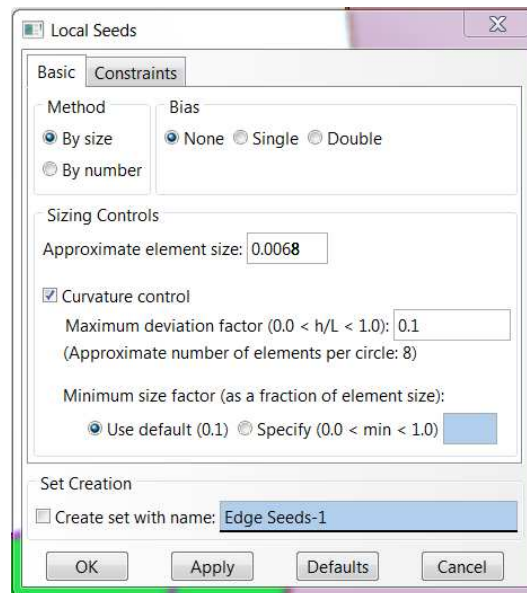 Local Seeds
Basic Constraints
Method Bias
By size None Single Double
By number
Sizing Controls
Approximate element size: 0.0068
Curvature control
Maximum deviation factor (0.0 < h/L < 1.0): 0.1
(Approximate number of elements per circle: 8)
Minimum size factor (as a fraction of element size):
Use default (0.1) Specify (0.0 < min < 1.0)
Set Creation
Create set with name: Edge Seeds-1
OK Apply Defaults Cancel